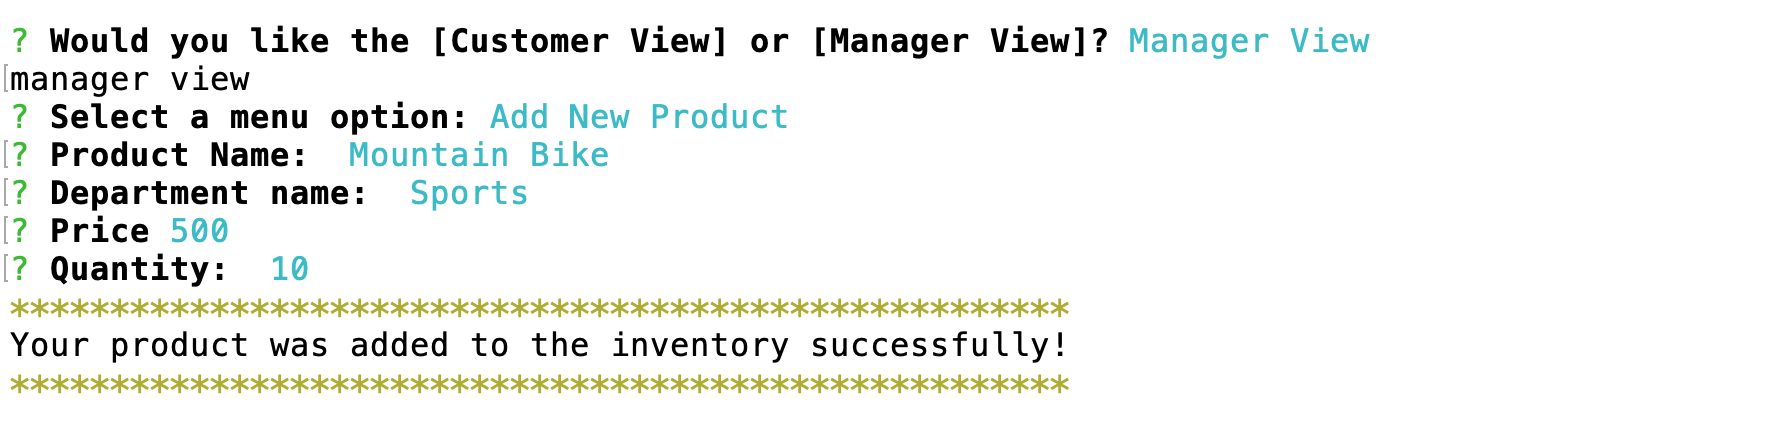 ? Would you like the [Customer View] or [Manager View]? Manager View
manager view
? Select a menu option: Add New Product
? Product Name:  Mountain Bike
? Department name:  Sports
? Price 500
? Quantity:  10
*****************************************************
Your product was added to the inventory successfully!
*****************************************************